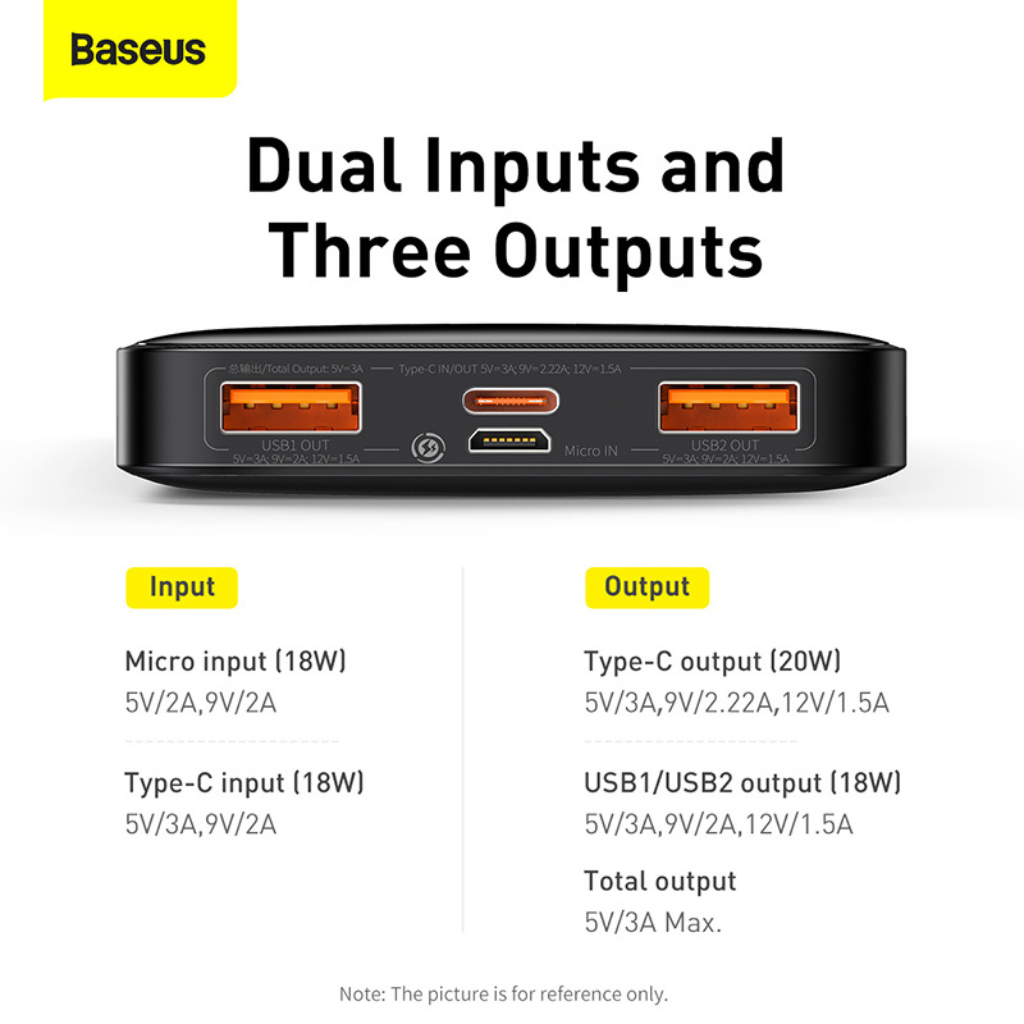 Baseus
Dual Inputs and
Three Outputs
总输出/Total Output: 5V⎓3A
Type-C IN/OUT 5V⎓3A; 9V⎓2.22A; 12V⎓1.5A
USB1 OUT
5V⎓3A; 9V⎓2A; 12V⎓1.5A
Micro IN
USB2 OUT
5V⎓3A; 9V⎓2A; 12V⎓1.5A
Input
Micro input (18W)
5V/2A,9V/2A
Type-C input (18W)
5V/3A,9V/2A
Output
Type-C output (20W)
5V/3A,9V/2.22A,12V/1.5A
USB1/USB2 output (18W)
5V/3A,9V/2A,12V/1.5A
Total output
5V/3A Max.
Note: The picture is for reference only.